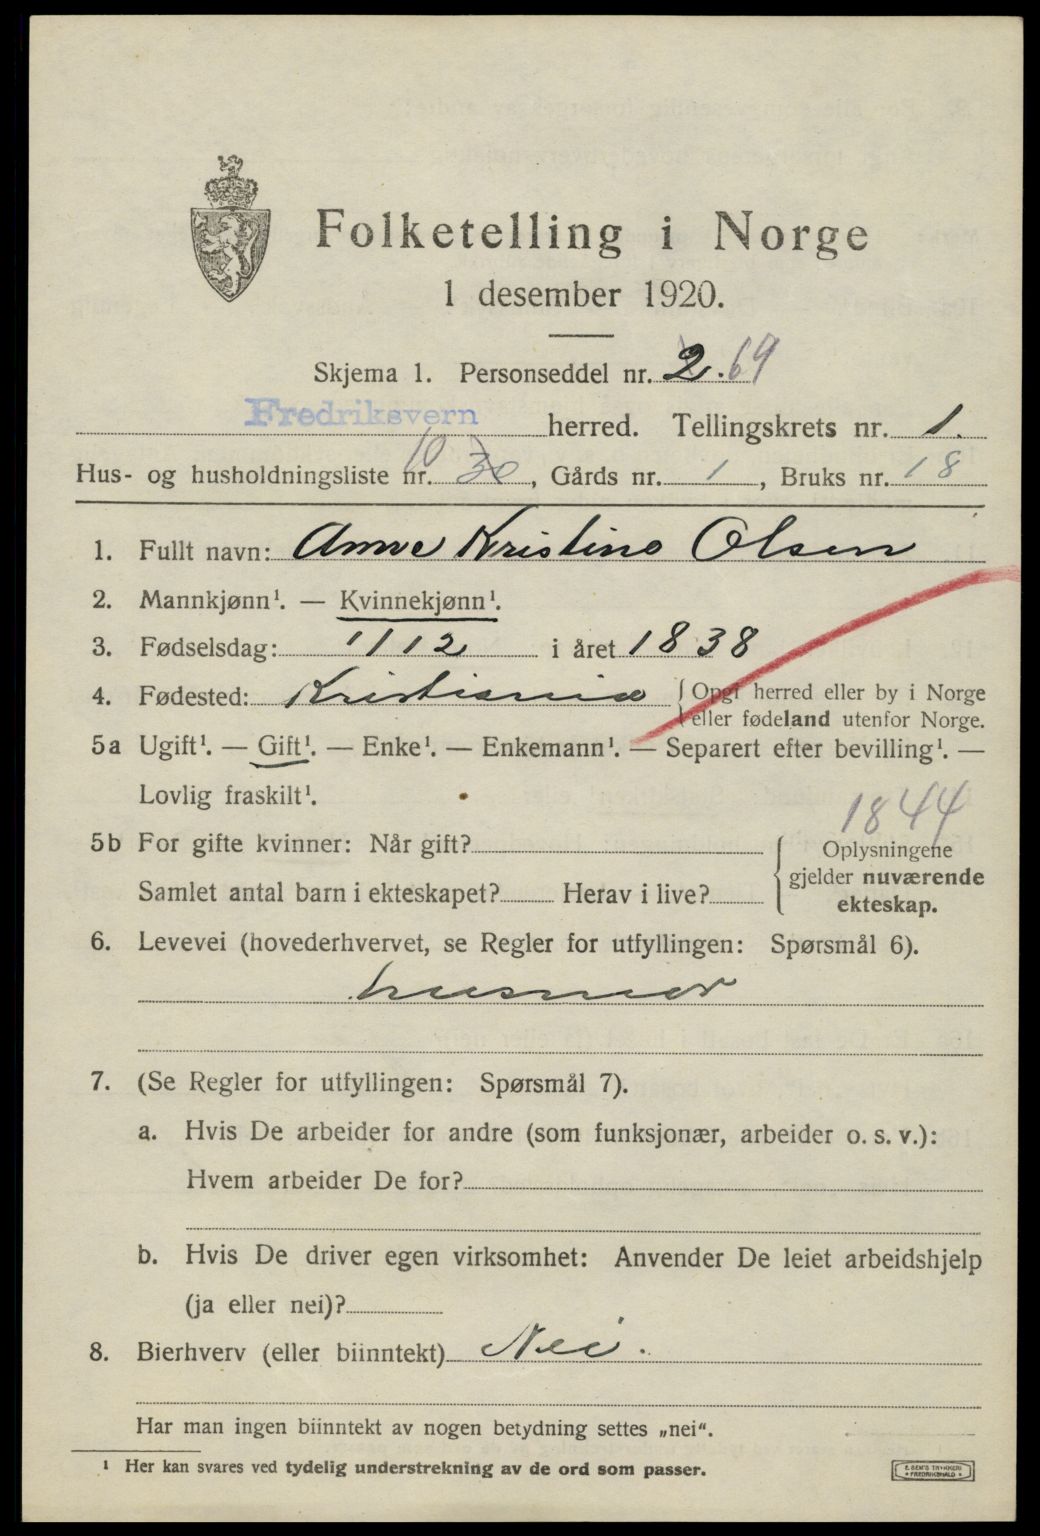 Folketelling i Norge
1 desember 1920.
Skjema 1. Personseddel nr. 2. 69
Fredriksvern herred. Tellingskrets nr. 1.
Hus- og husholdningsliste nr. 10 30, Gårds nr. 1, Bruks nr. 18
1. Fullt navn: Anne Kristine Olsen
2. Mannkjønn¹. — Kvinnekjønn¹.
3. Fødselsdag: 1/12 i året 1838
4. Fødested: Kristiania { Opgi herred eller by i Norge
eller fødeland utenfor Norge.
5a Ugift¹. — Gift¹. — Enke¹. — Enkemann¹. — Separert efter bevilling¹. —
Lovlig fraskilt¹.
1844
5b For gifte kvinner: Når gift? { Oplysningene
gjelder nuværende
Samlet antal barn i ekteskapet? Herav i live?
ekteskap.
6. Levevei (hovederhvervet, se Regler for utfyllingen: Spørsmål 6).
husmor
7. (Se Regler for utfyllingen: Spørsmål 7).
a. Hvis De arbeider for andre (som funksjonær, arbeider o. s. v.):
Hvem arbeider De for?
b. Hvis De driver egen virksomhet: Anvender De leiet arbeidshjelp
(ja eller nei)?
8. Bierhverv (eller biinntekt) Nei.
Har man ingen biinntekt av nogen betydning settes „nei".
¹ Her kan svares ved tydelig understrekning av de ord som passer.
E. SEM'S TRYKKERI
FREDRIKSHALD